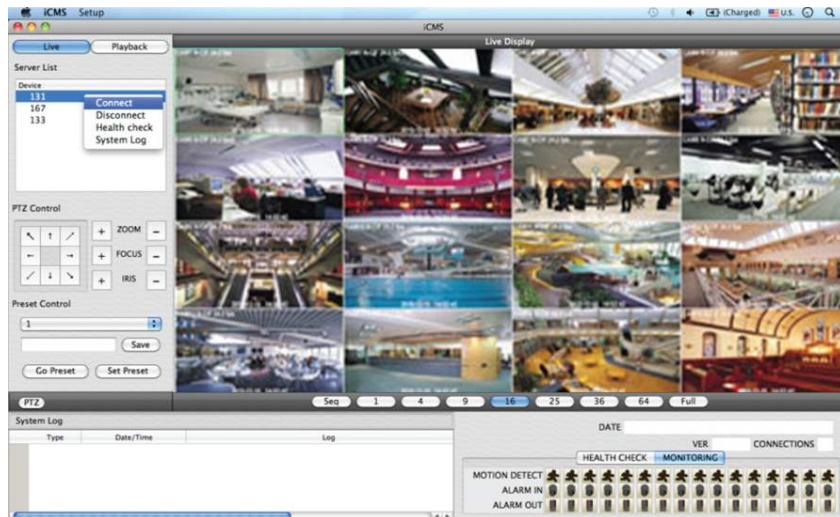 iCMS Setup (Charged) U.S.
iCMS
Live Playback Live Display
Server List
Device
131 Connect
167 Disconnect
133 Health check
System Log
PTZ Control
+ ZOOM −
+ FOCUS −
+ IRIS −
Preset Control
1
Save
Go Preset Set Preset
PTZ Seq 1 4 9 16 25 36 64 Full
System Log
Type Date/Time Log
DATE
VER CONNECTIONS
HEALTH CHECK MONITORING
MOTION DETECT
ALARM IN
ALARM OUT